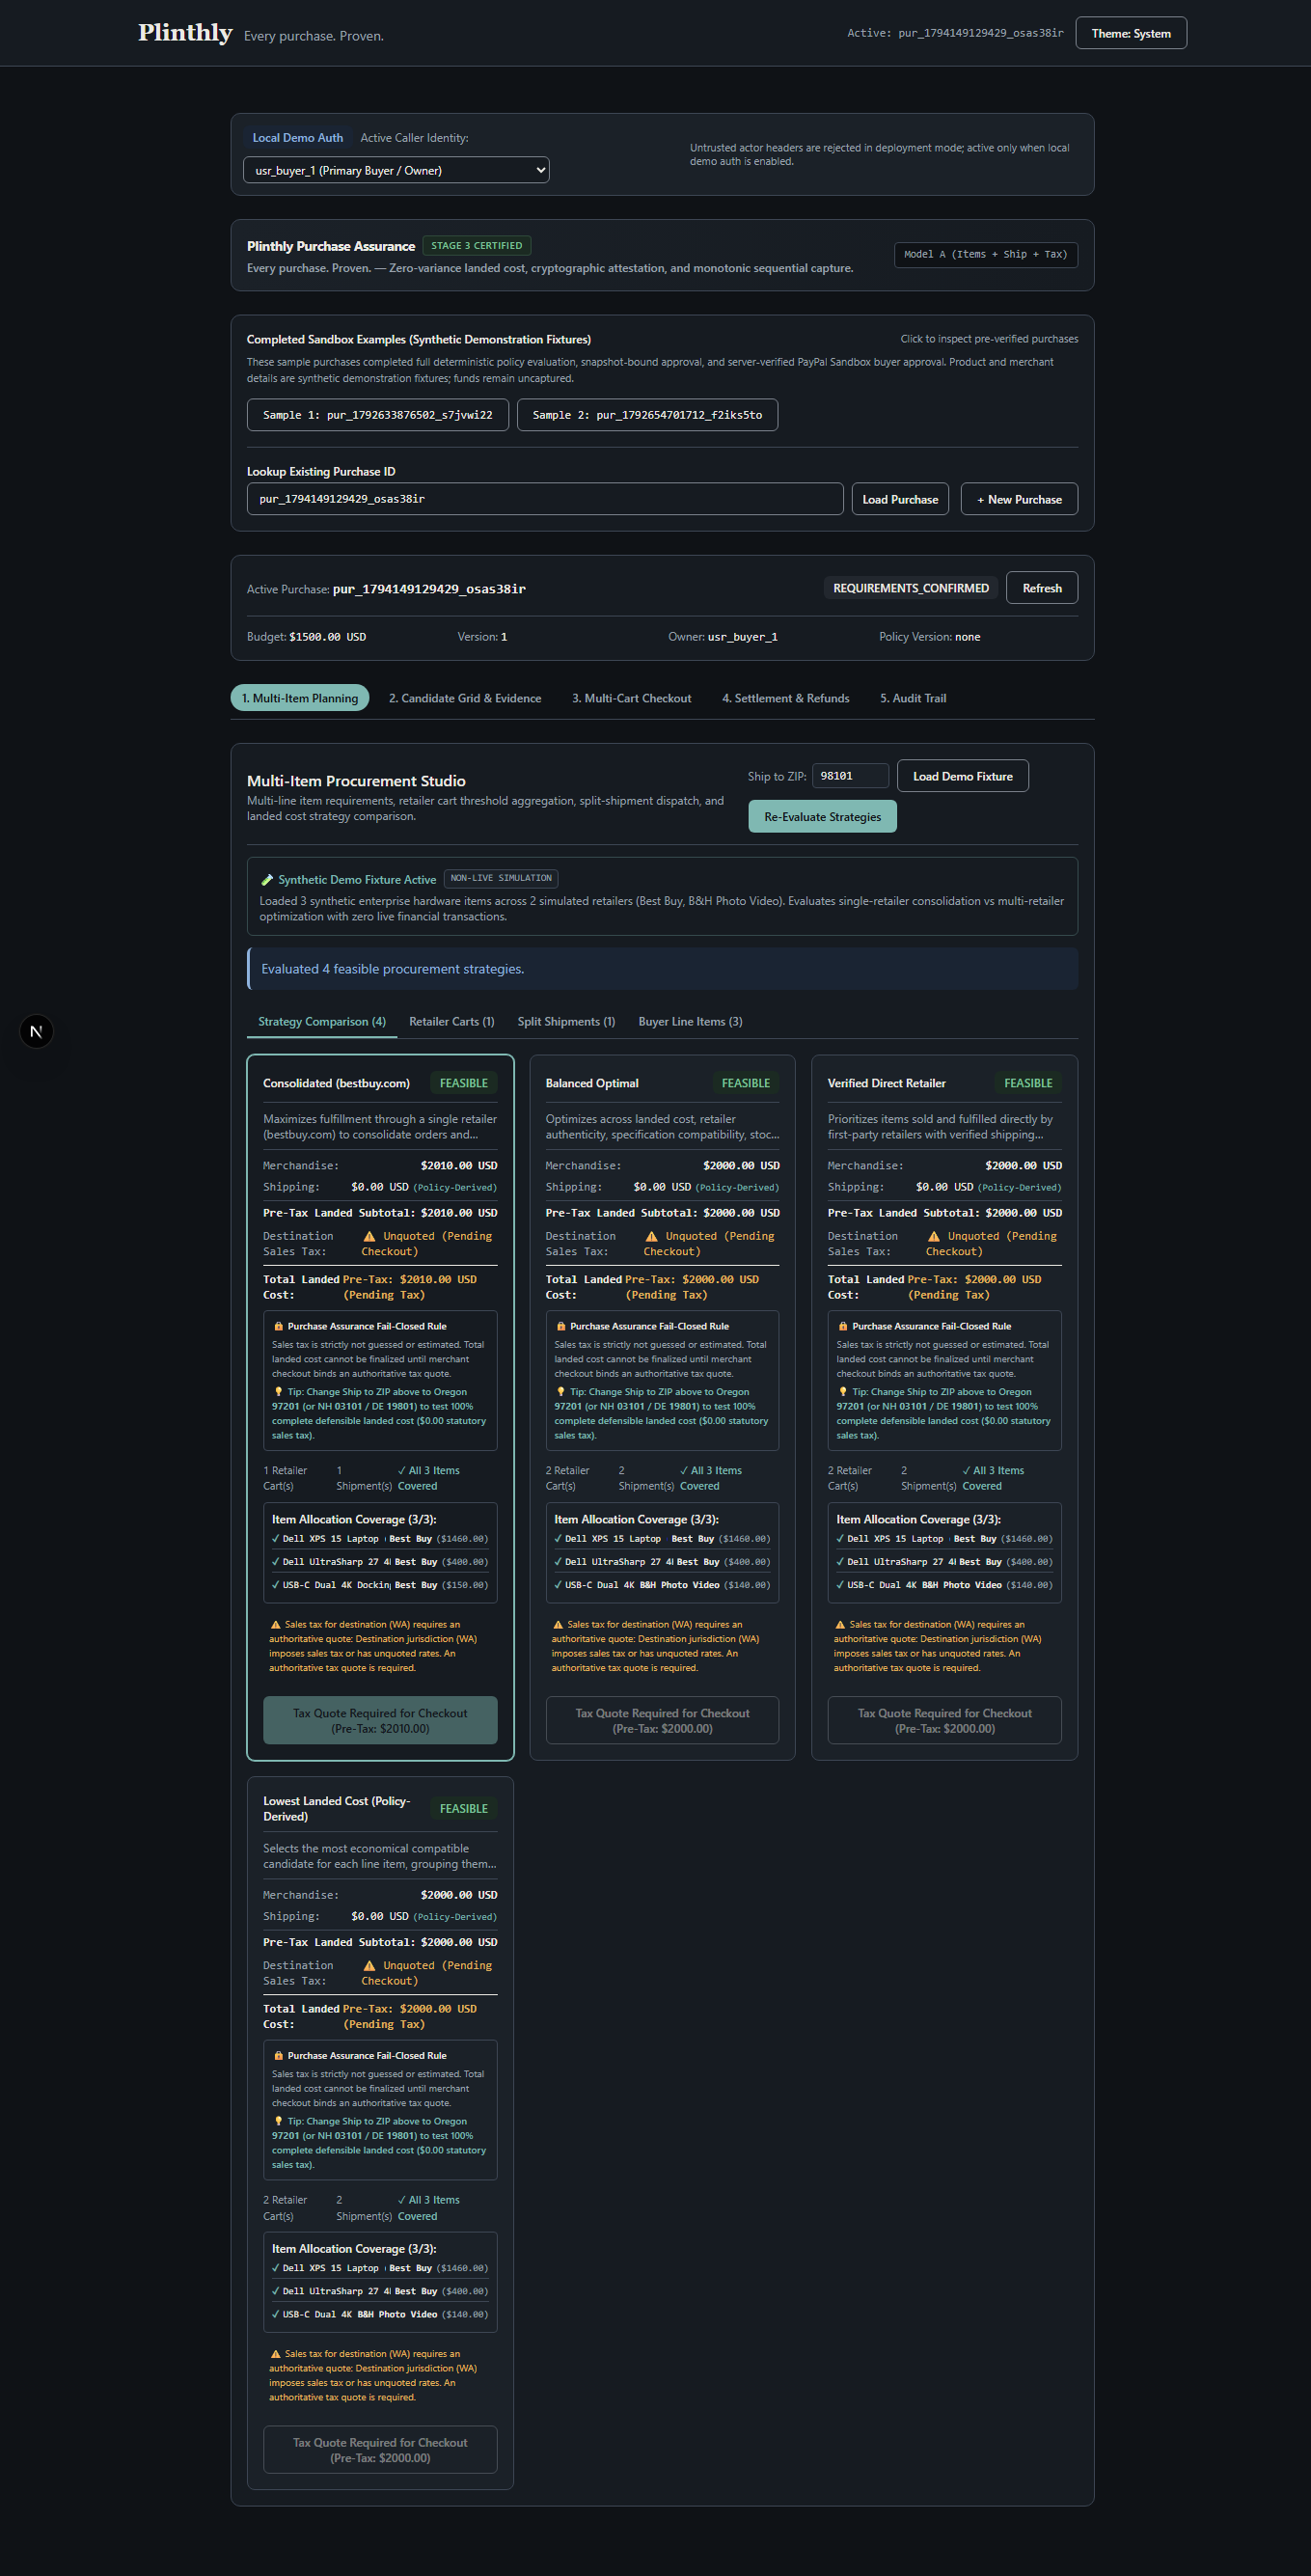 Plinthly Every purchase. Proven.
Active: pur_1794149129429_osas38ir
Theme: System
Local Demo Auth Active Caller Identity:
usr_buyer_1 (Primary Buyer / Owner)
Untrusted actor headers are rejected in deployment mode; active only when local
demo auth is enabled.
Plinthly Purchase Assurance STAGE 3 CERTIFIED
Every purchase. Proven. — Zero-variance landed cost, cryptographic attestation, and monotonic sequential capture.
Model A (Items + Ship + Tax)
Completed Sandbox Examples (Synthetic Demonstration Fixtures)
Click to inspect pre-verified purchases
These sample purchases completed full deterministic policy evaluation, snapshot-bound approval, and server-verified PayPal Sandbox buyer approval. Product and merchant
details are synthetic demonstration fixtures; funds remain uncaptured.
Sample 1: pur_1792633876502_s7jvwi22
Sample 2: pur_1792654701712_f2iks5to
Lookup Existing Purchase ID
pur_1794149129429_osas38ir
Load Purchase
+ New Purchase
Active Purchase: pur_1794149129429_osas38ir
REQUIREMENTS_CONFIRMED
Refresh
Budget: $1500.00 USD
Version: 1
Owner: usr_buyer_1
Policy Version: none
1. Multi-Item Planning
2. Candidate Grid & Evidence
3. Multi-Cart Checkout
4. Settlement & Refunds
5. Audit Trail
Multi-Item Procurement Studio
Multi-line item requirements, retailer cart threshold aggregation, split-shipment dispatch, and
landed cost strategy comparison.
Ship to ZIP: 98101
Load Demo Fixture
Re-Evaluate Strategies
Synthetic Demo Fixture Active NON-LIVE SIMULATION
Loaded 3 synthetic enterprise hardware items across 2 simulated retailers (Best Buy, B&H Photo Video). Evaluates single-retailer consolidation vs multi-retailer
optimization with zero live financial transactions.
Evaluated 4 feasible procurement strategies.
Strategy Comparison (4)
Retailer Carts (1)
Split Shipments (1)
Buyer Line Items (3)
N
Consolidated (bestbuy.com) FEASIBLE
Maximizes fulfillment through a single retailer
(bestbuy.com) to consolidate orders and...
Merchandise: $2010.00 USD
Shipping: $0.00 USD (Policy-Derived)
Pre-Tax Landed Subtotal: $2010.00 USD
Destination Sales Tax: ⚠ Unquoted (Pending Checkout)
Total Landed Cost: Pre-Tax: $2010.00 USD (Pending Tax)
🔒 Purchase Assurance Fail-Closed Rule
Sales tax is strictly not guessed or estimated. Total
landed cost cannot be finalized until merchant
checkout binds an authoritative tax quote.
💡 Tip: Change Ship to ZIP above to Oregon
97201 (or NH 03101 / DE 19801) to test 100%
complete defensible landed cost ($0.00 statutory
sales tax).
1 Retailer Cart(s)
1 Shipment(s)
✓ All 3 Items Covered
Item Allocation Coverage (3/3):
✓ Dell XPS 15 Laptop Best Buy ($1460.00)
✓ Dell UltraSharp 27 4 Best Buy ($400.00)
✓ USB-C Dual 4K Dockin Best Buy ($150.00)
⚠ Sales tax for destination (WA) requires an
authoritative quote: Destination jurisdiction (WA)
imposes sales tax or has unquoted rates. An
authoritative tax quote is required.
Tax Quote Required for Checkout
(Pre-Tax: $2010.00)
Balanced Optimal FEASIBLE
Optimizes across landed cost, retailer
authenticity, specification compatibility, stoc...
Merchandise: $2000.00 USD
Shipping: $0.00 USD (Policy-Derived)
Pre-Tax Landed Subtotal: $2000.00 USD
Destination Sales Tax: ⚠ Unquoted (Pending Checkout)
Total Landed Cost: Pre-Tax: $2000.00 USD (Pending Tax)
🔒 Purchase Assurance Fail-Closed Rule
Sales tax is strictly not guessed or estimated. Total
landed cost cannot be finalized until merchant
checkout binds an authoritative tax quote.
💡 Tip: Change Ship to ZIP above to Oregon
97201 (or NH 03101 / DE 19801) to test 100%
complete defensible landed cost ($0.00 statutory
sales tax).
2 Retailer Cart(s)
2 Shipment(s)
✓ All 3 Items Covered
Item Allocation Coverage (3/3):
✓ Dell XPS 15 Laptop Best Buy ($1460.00)
✓ Dell UltraSharp 27 4 Best Buy ($400.00)
✓ USB-C Dual 4K B&H Photo Video ($140.00)
⚠ Sales tax for destination (WA) requires an
authoritative quote: Destination jurisdiction (WA)
imposes sales tax or has unquoted rates. An
authoritative tax quote is required.
Tax Quote Required for Checkout
(Pre-Tax: $2000.00)
Verified Direct Retailer FEASIBLE
Prioritizes items sold and fulfilled directly by
first-party retailers with verified shipping...
Merchandise: $2000.00 USD
Shipping: $0.00 USD (Policy-Derived)
Pre-Tax Landed Subtotal: $2000.00 USD
Destination Sales Tax: ⚠ Unquoted (Pending Checkout)
Total Landed Cost: Pre-Tax: $2000.00 USD (Pending Tax)
🔒 Purchase Assurance Fail-Closed Rule
Sales tax is strictly not guessed or estimated. Total
landed cost cannot be finalized until merchant
checkout binds an authoritative tax quote.
💡 Tip: Change Ship to ZIP above to Oregon
97201 (or NH 03101 / DE 19801) to test 100%
complete defensible landed cost ($0.00 statutory
sales tax).
2 Retailer Cart(s)
2 Shipment(s)
✓ All 3 Items Covered
Item Allocation Coverage (3/3):
✓ Dell XPS 15 Laptop Best Buy ($1460.00)
✓ Dell UltraSharp 27 4 Best Buy ($400.00)
✓ USB-C Dual 4K B&H Photo Video ($140.00)
⚠ Sales tax for destination (WA) requires an
authoritative quote: Destination jurisdiction (WA)
imposes sales tax or has unquoted rates. An
authoritative tax quote is required.
Tax Quote Required for Checkout
(Pre-Tax: $2000.00)
Lowest Landed Cost (Policy-
Derived) FEASIBLE
Selects the most economical compatible
candidate for each line item, grouping them...
Merchandise: $2000.00 USD
Shipping: $0.00 USD (Policy-Derived)
Pre-Tax Landed Subtotal: $2000.00 USD
Destination Sales Tax: ⚠ Unquoted (Pending Checkout)
Total Landed Cost: Pre-Tax: $2000.00 USD (Pending Tax)
🔒 Purchase Assurance Fail-Closed Rule
Sales tax is strictly not guessed or estimated. Total
landed cost cannot be finalized until merchant
checkout binds an authoritative tax quote.
💡 Tip: Change Ship to ZIP above to Oregon
97201 (or NH 03101 / DE 19801) to test 100%
complete defensible landed cost ($0.00 statutory
sales tax).
2 Retailer Cart(s)
2 Shipment(s)
✓ All 3 Items Covered
Item Allocation Coverage (3/3):
✓ Dell XPS 15 Laptop Best Buy ($1460.00)
✓ Dell UltraSharp 27 4 Best Buy ($400.00)
✓ USB-C Dual 4K B&H Photo Video ($140.00)
⚠ Sales tax for destination (WA) requires an
authoritative quote: Destination jurisdiction (WA)
imposes sales tax or has unquoted rates. An
authoritative tax quote is required.
Tax Quote Required for Checkout
(Pre-Tax: $2000.00)